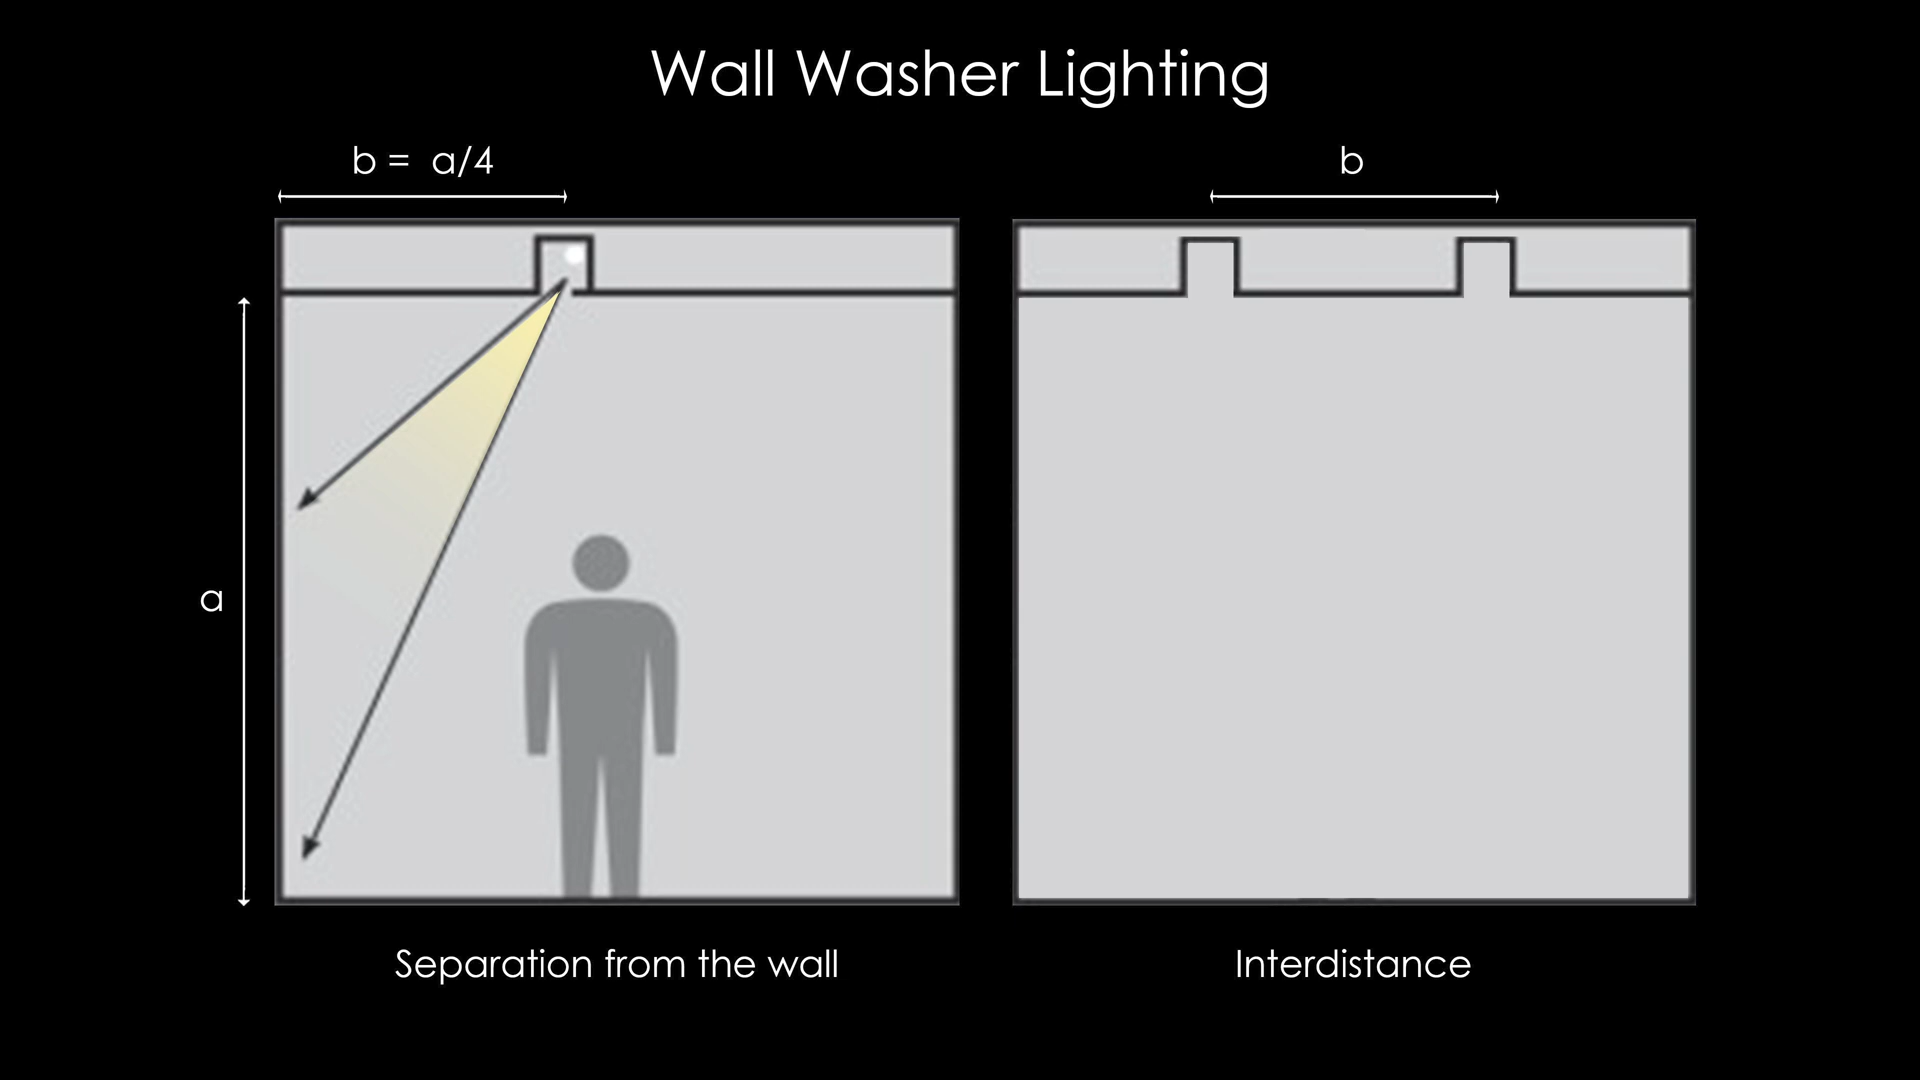 Wall Washer Lighting
b = a/4
b
a
Separation from the wall
Interdistance